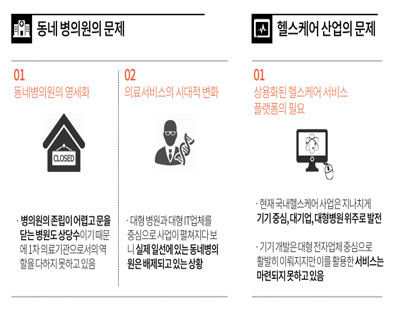 동네 병의원의 문제
01
동네병의원의 영세화
CLOSED
· 병의원의 존립이 어렵고 문을
닫는 병원도 상당수이기 때문
에 1차 의료기관으로서의 역
할을 다하지 못하고 있음
02
의료서비스의 시대적 변화
· 대형 병원과 대형 IT업체를
중심으로 사업이 펼쳐지다 보
니 실제 일선에 있는 동네병의
원은 배제되고 있는 상황
헬스케어 산업의 문제
01
상용화된 헬스케어 서비스
플랫폼의 필요
· 현재 국내헬스케어 사업은 지나치게
기기 중심, 대기업, 대형병원 위주로 발전
· 기기 개발은 대형 전자업체 중심으로
활발히 이뤄지지만 이를 활용한 서비스는
마련되지 못하고 있음